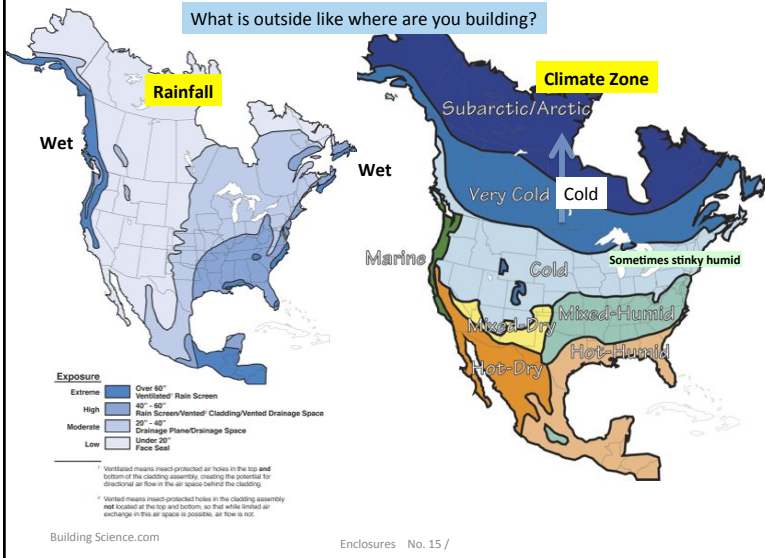 What is outside like where are you building?
Rainfall
Wet
Wet
Exposure
Extreme
Over 60"
Ventilated¹ Rain Screen
High
40" - 60"
Rain Screen/Vented² Cladding/Vented Drainage Space
Moderate
20" - 40"
Drainage Plane/Drainage Space
Low
Under 20"
Face Seal
¹ Ventilated means insect-protected air holes in the top and
bottom of the cladding assembly, creating the potential for
directional air flow in the air space behind the cladding.
² Vented means insect-protected holes in the cladding assembly
not located at the top and bottom, so that while limited air
exchange in this air space is possible, air flow is not.
Climate Zone
Subarctic/Arctic
Very Cold
Cold
Marine
Cold
Sometimes stinky humid
Mixed-Humid
Mixed-Dry
Hot-Humid
Hot-Dry
Building Science.com
Enclosures No. 15 /